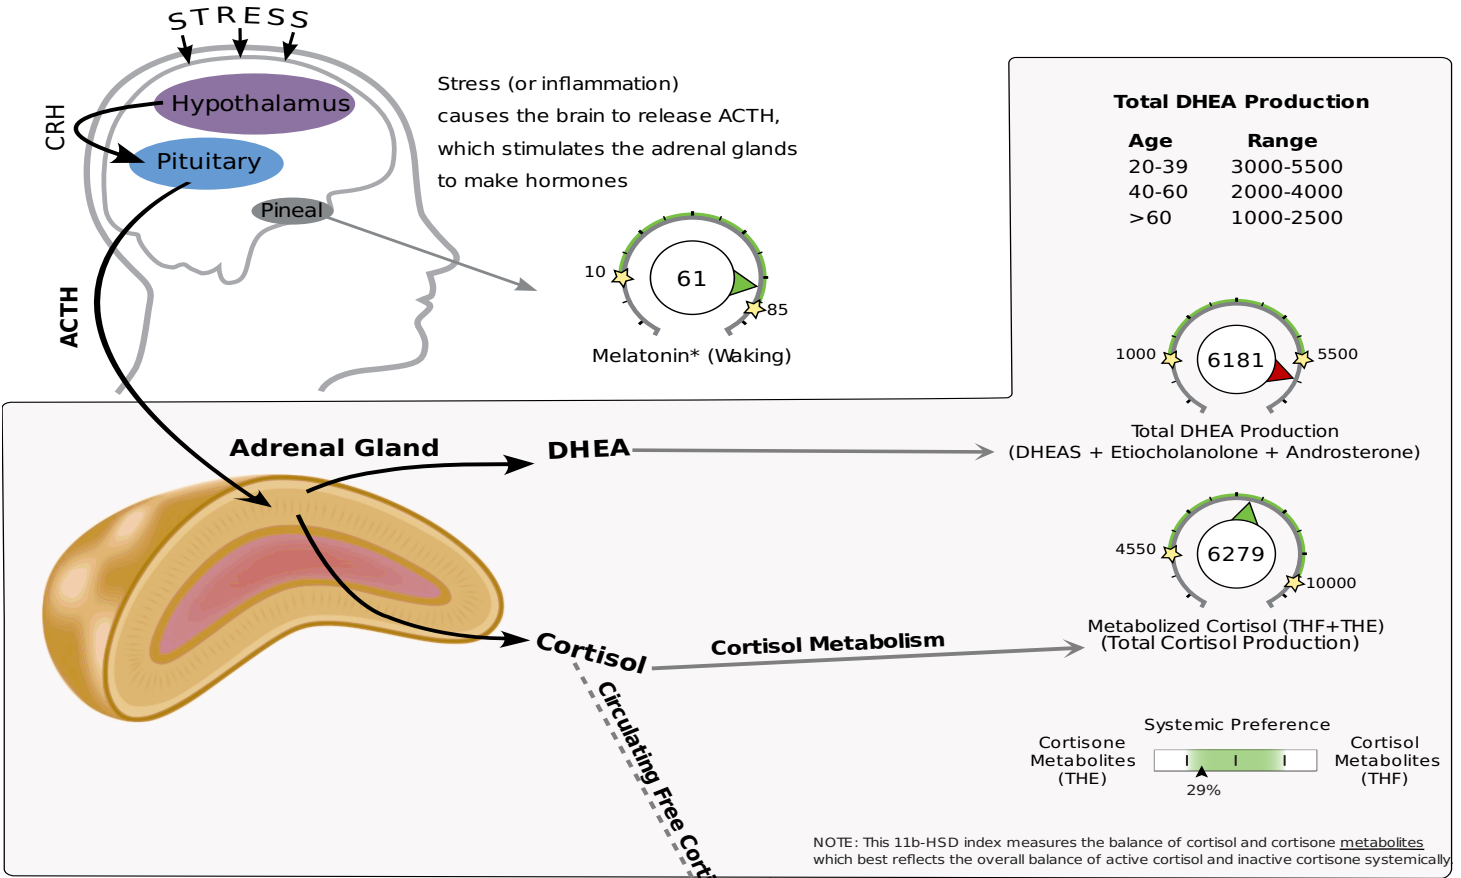 STRESS
Hypothalamus
CRH
Pituitary
Pineal
ACTH
Stress (or inflammation)
causes the brain to release ACTH,
which stimulates the adrenal glands
to make hormones
10
61
85
Melatonin* (Waking)
Total DHEA Production
Age Range
20-39 3000-5500
40-60 2000-4000
>60 1000-2500
1000
6181
5500
Total DHEA Production
(DHEAS + Etiocholanolone + Androsterone)
Adrenal Gland
DHEA
4550
6279
10000
Metabolized Cortisol (THF+THE)
(Total Cortisol Production)
Cortisol
Cortisol Metabolism
Circulating Free Corti
Systemic Preference
Cortisone
Metabolites
(THE)
Cortisol
Metabolites
(THF)
29%
NOTE: This 11b-HSD index measures the balance of cortisol and cortisone metabolites
which best reflects the overall balance of active cortisol and inactive cortisone systemically.